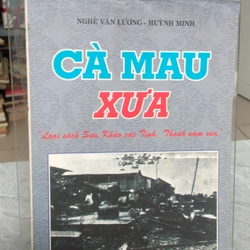 NGHÊ VĂN LƯƠNG - HUỲNH MINH
CÀ MAU
XƯA
"Loại sách Sưu Khảo các Tỉnh, Thành năm xưa"